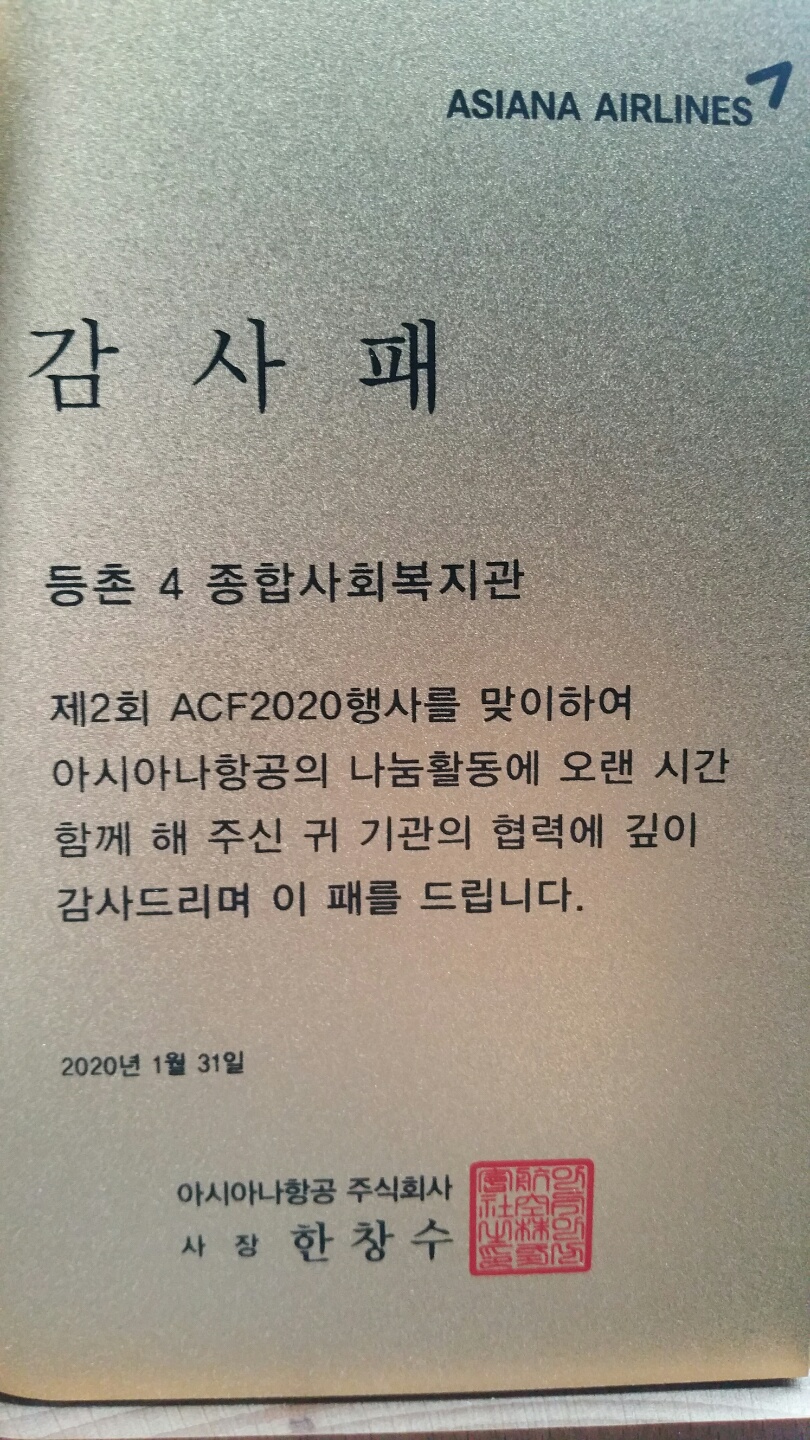 ASIANA AIRLINES
감 사 패
등촌 4 종합사회복지관
제2회 ACF2020행사를 맞이하여
아시아나항공의 나눔활동에 오랜 시간
함께 해 주신 귀 기관의 협력에 깊이
감사드리며 이 패를 드립니다.
2020년 1월 31일
아시아나항공 주식회사
사 장 한 창 수